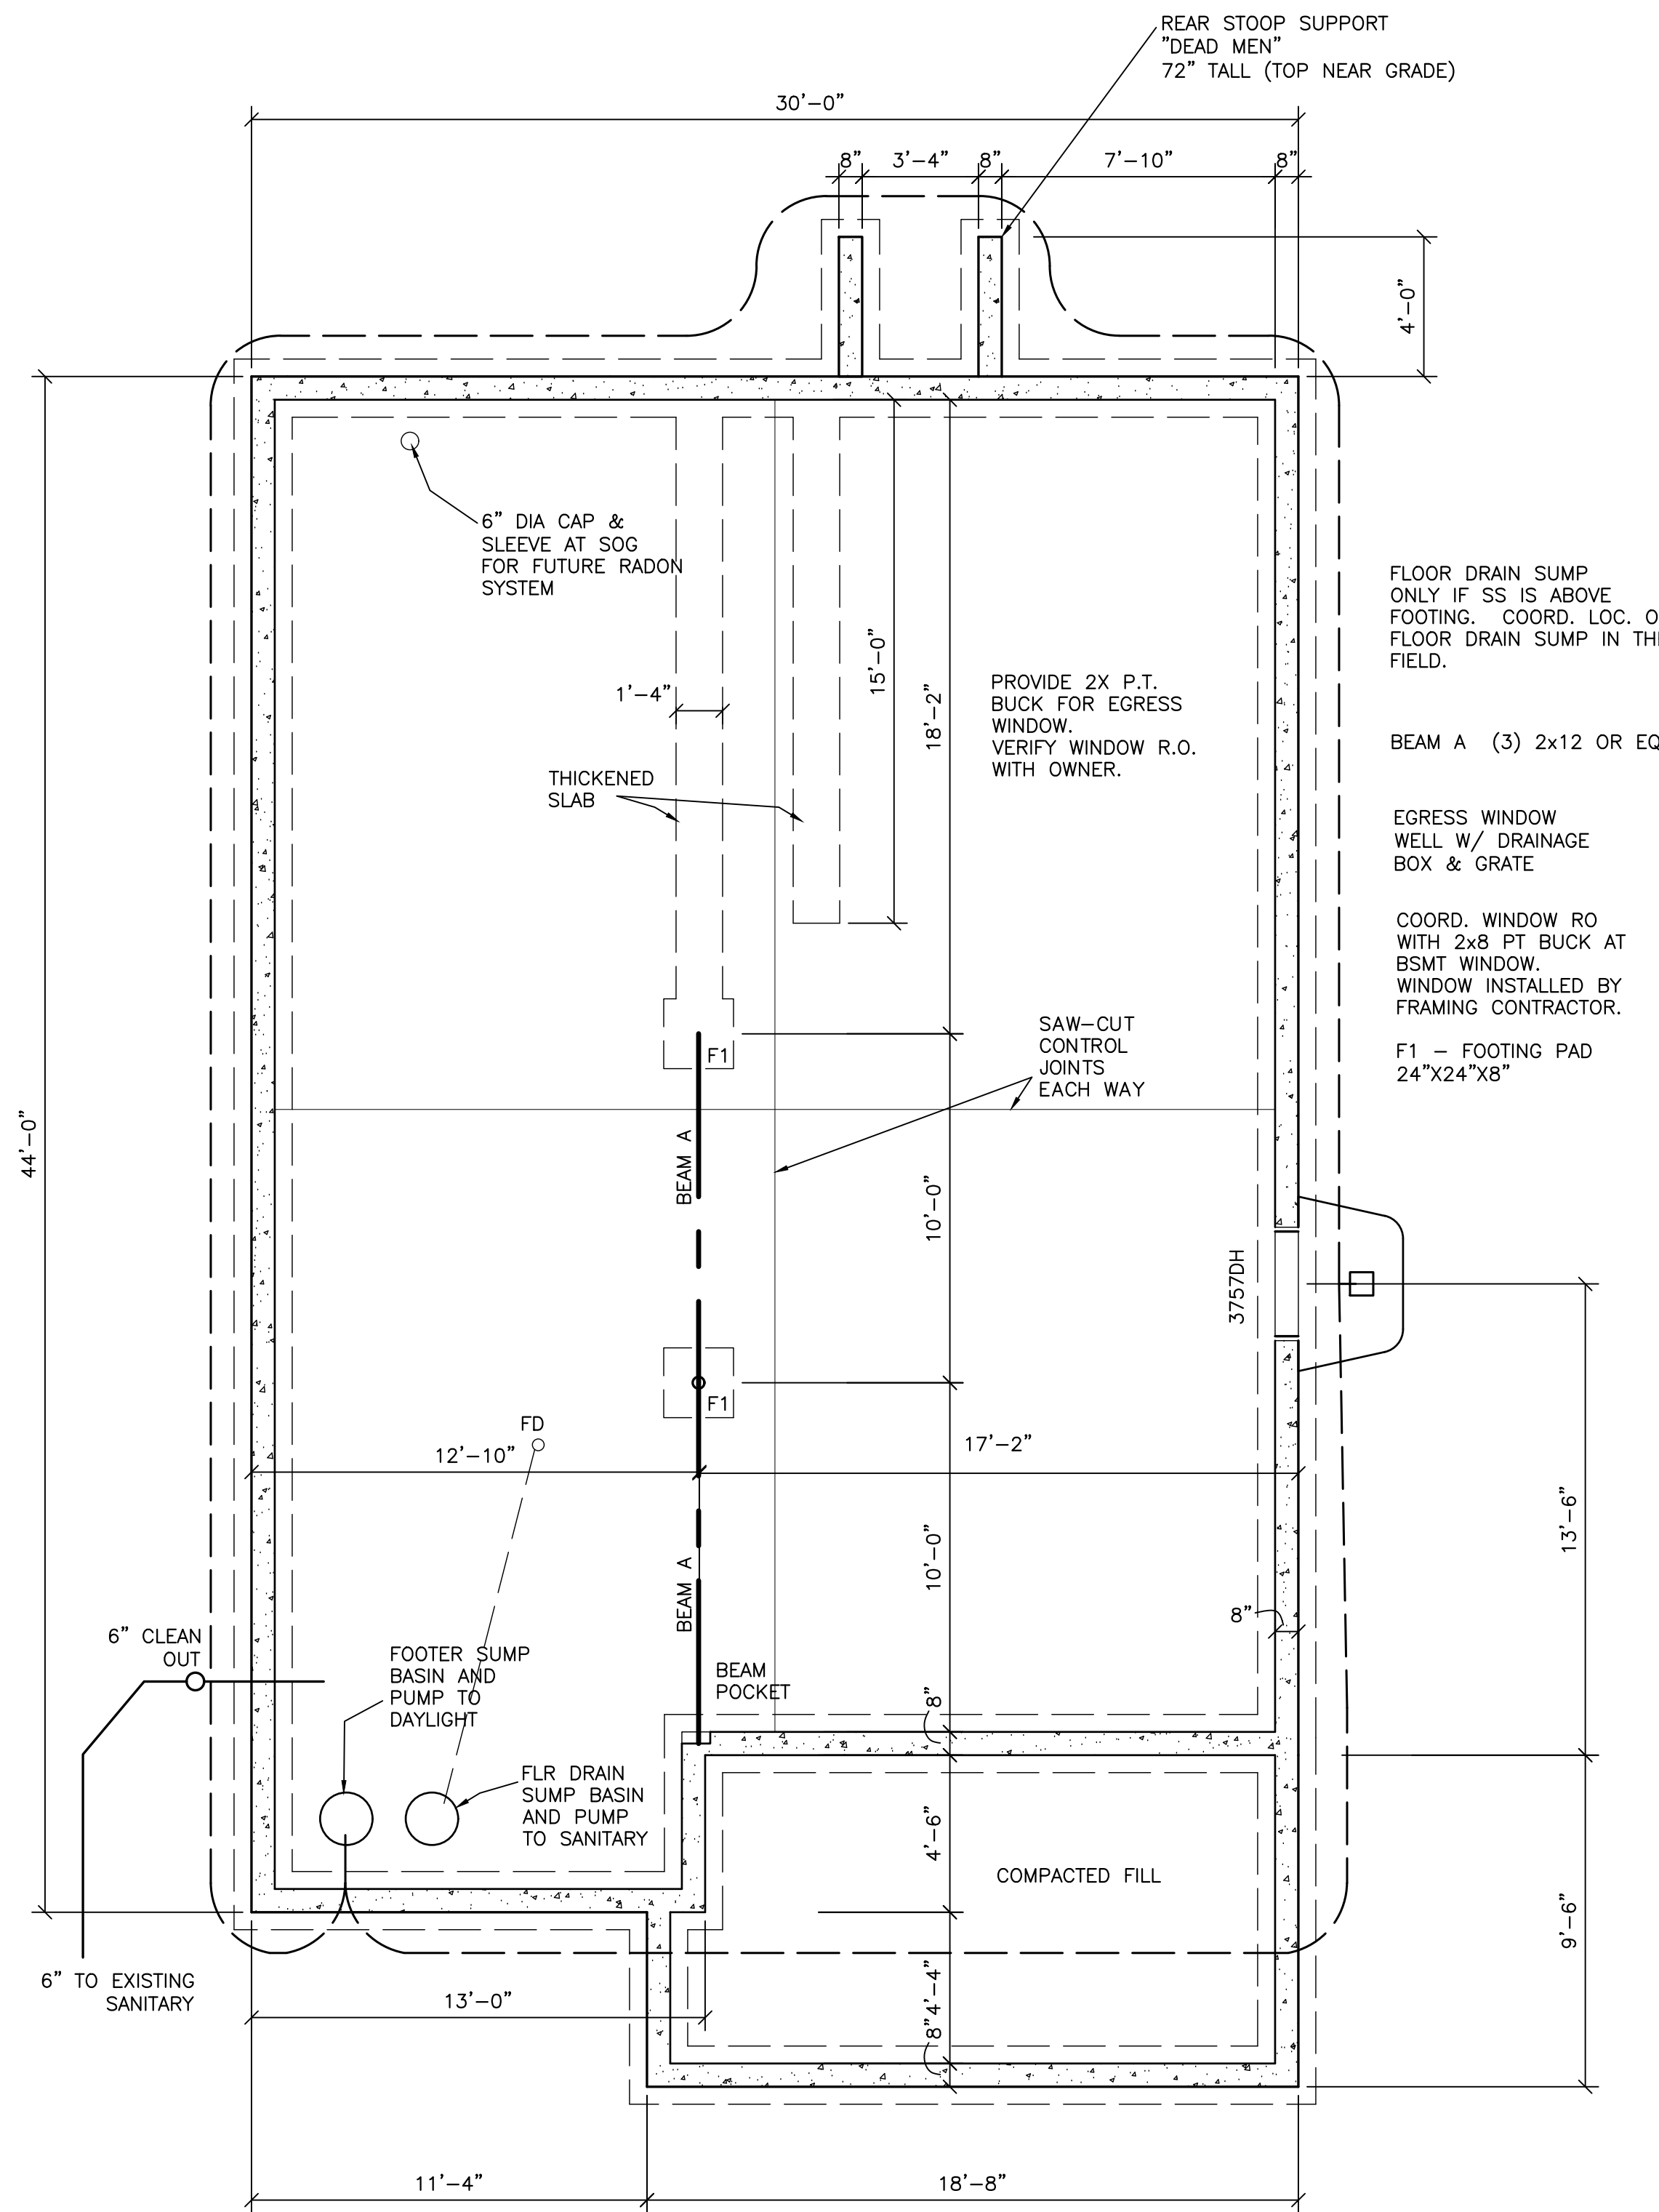 REAR STOOP SUPPORT
"DEAD MEN"
72" TALL (TOP NEAR GRADE)
30'-0"
8"
3'-4"
8"
7'-10"
8"
4'-0"
6" DIA CAP &
SLEEVE AT SOG
FOR FUTURE RADON
SYSTEM
FLOOR DRAIN SUMP
ONLY IF SS IS ABOVE
FOOTING. COORD. LOC. O
FLOOR DRAIN SUMP IN TH
FIELD.
15'-0"
18'-2"
1'-4"
PROVIDE 2X P.T.
BUCK FOR EGRESS
WINDOW.
VERIFY WINDOW R.O.
WITH OWNER.
BEAM A (3) 2x12 OR EQ
THICKENED
SLAB
EGRESS WINDOW
WELL W/ DRAINAGE
BOX & GRATE
COORD. WINDOW RO
WITH 2x8 PT BUCK AT
BSMT WINDOW.
WINDOW INSTALLED BY
FRAMING CONTRACTOR.
F1 – FOOTING PAD
24"X24"X8"
SAW-CUT
CONTROL
JOINTS
EACH WAY
F1
44'-0"
BEAM A
10'-0"
3757DH
F1
FD
12'-10"
17'-2"
13'-6"
10'-0"
BEAM A
8"
6" CLEAN
OUT
FOOTER SUMP
BASIN AND
PUMP TO
DAYLIGHT
BEAM
POCKET
8"
FLR DRAIN
SUMP BASIN
AND PUMP
TO SANITARY
4'-6"
COMPACTED FILL
9'-6"
6" TO EXISTING
SANITARY
13'-0"
4'-4"
8"
11'-4"
18'-8"